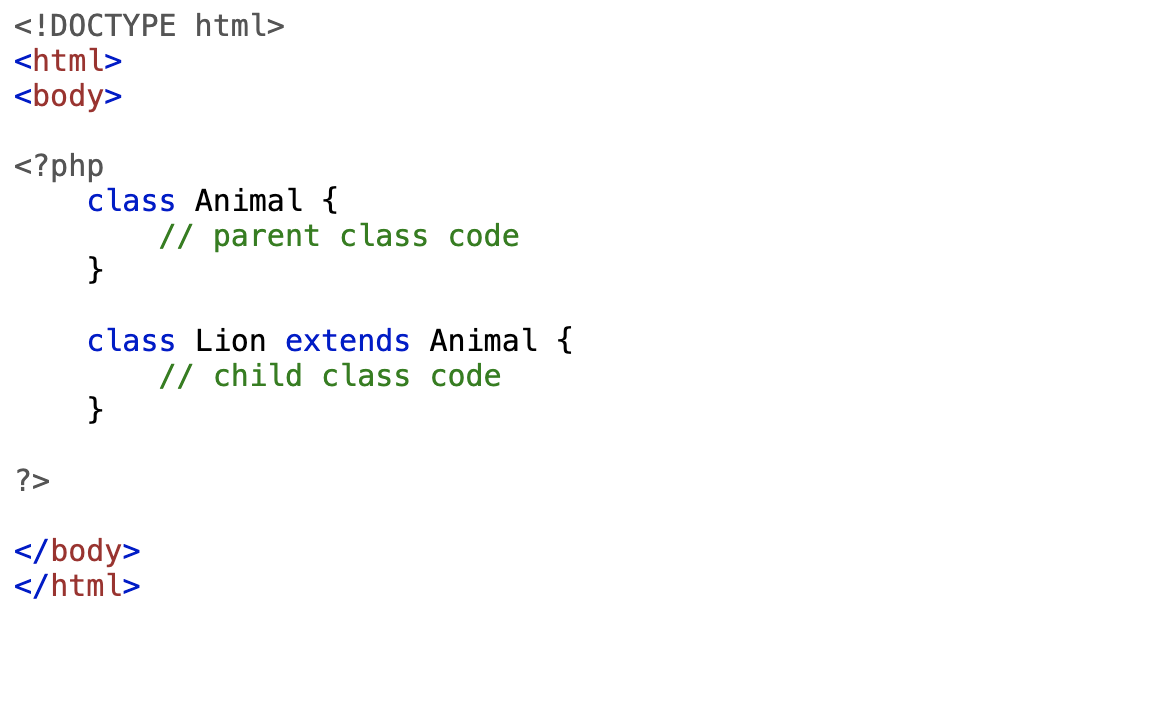 <!DOCTYPE html>
<html>
<body>
<?php
    class Animal {
        // parent class code
    }
    class Lion extends Animal {
        // child class code
    }
?>
</body>
</html>